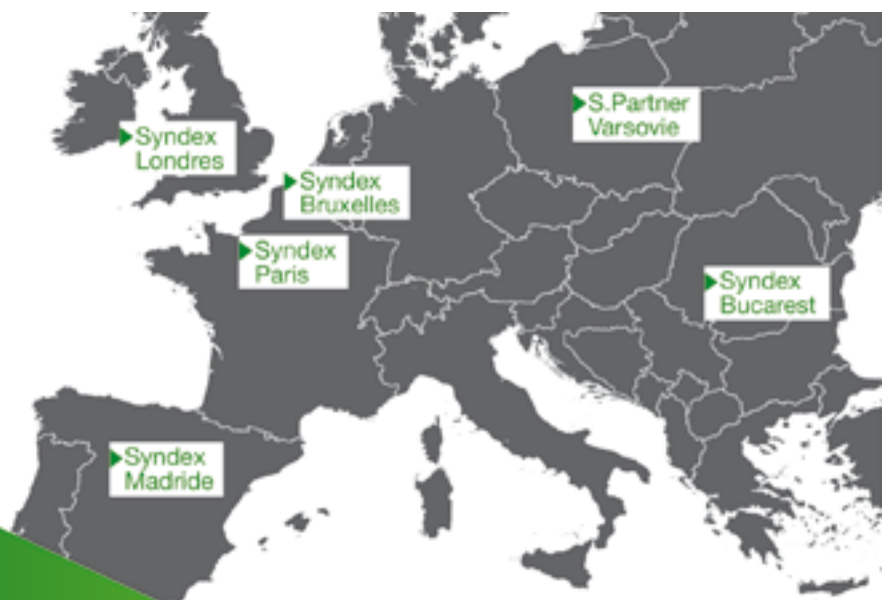 S.Partner
Varsovie
Syndex
Londres
Syndex
Bruxelles
Syndex
Paris
Syndex
Bucarest
Syndex
Madride